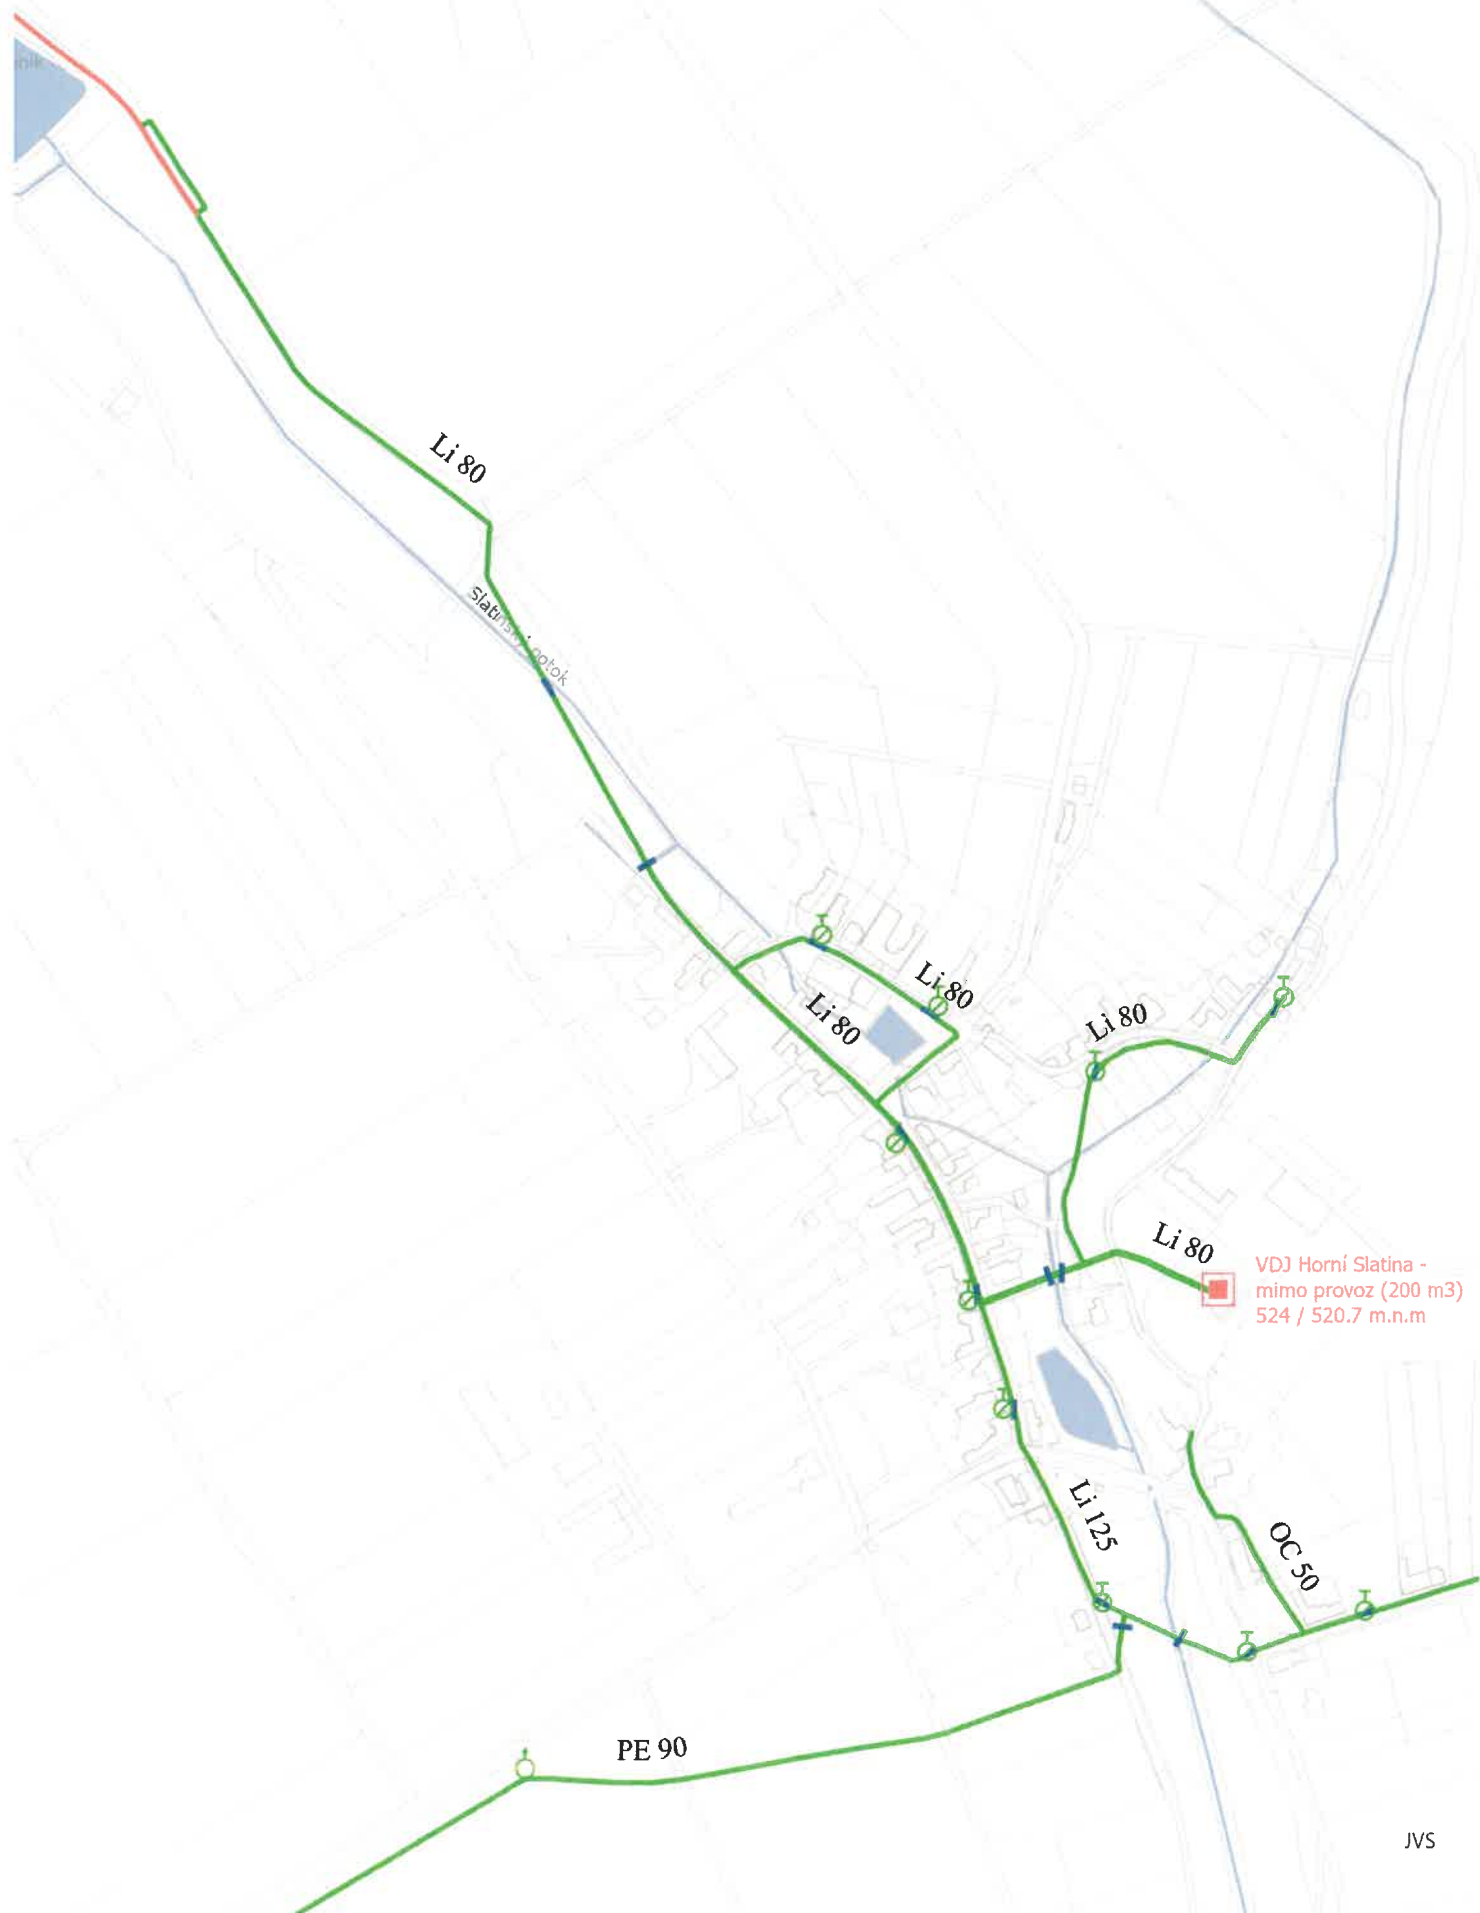 Li 80
Slatinský potok
Li 80
Li 80
Li 80
Li 80
VDJ Horní Slatina -
mimo provoz (200 m3)
524 / 520.7 m.n.m
Li 125
OC 50
PE 90
JVS